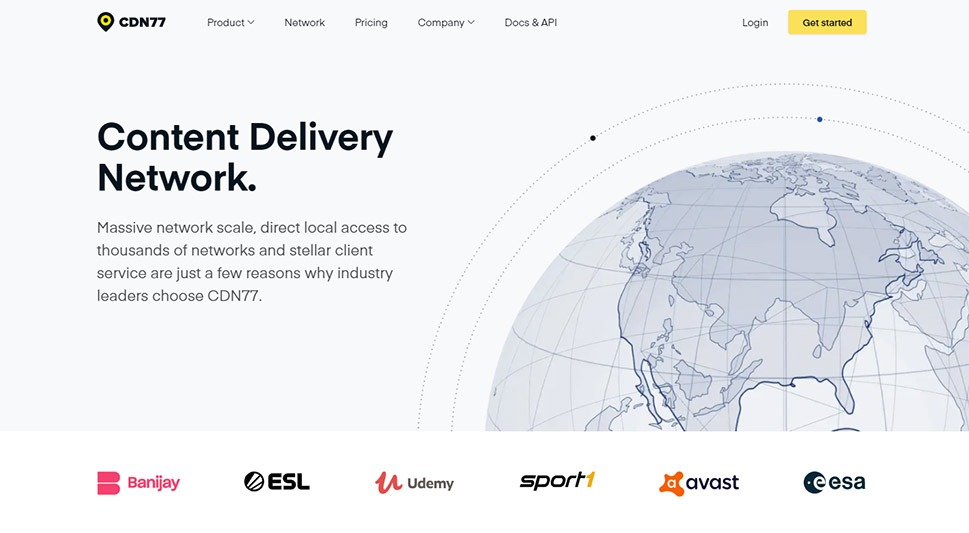 CDN77
Product
Network
Pricing
Company
Docs & API
Login
Get started
Content Delivery
Network.
Massive network scale, direct local access to
thousands of networks and stellar client
service are just a few reasons why industry
leaders choose CDN77.
Banijay
ESL
Udemy
sport1
avast
esa